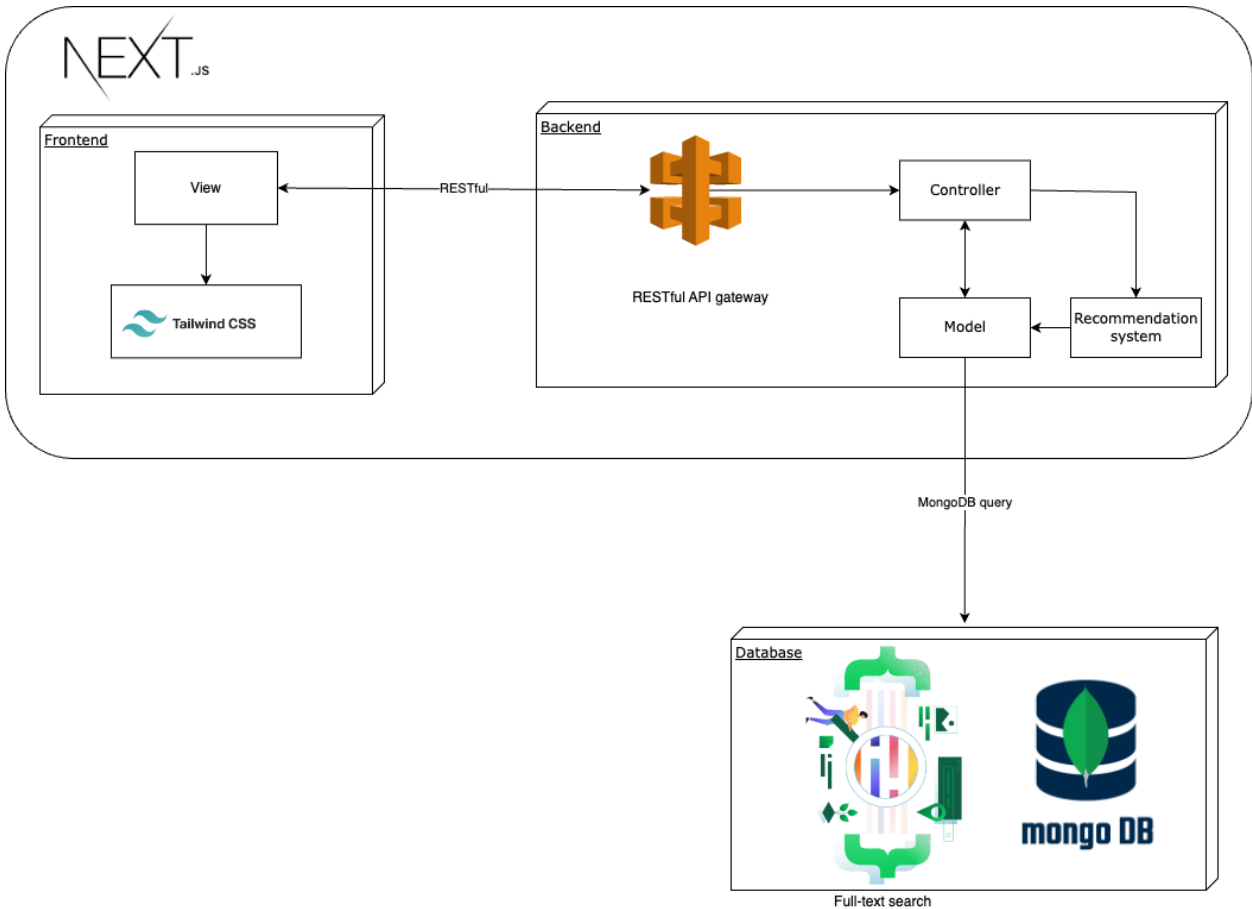 NEXT.JS
Frontend
View
Tailwind CSS
RESTful
Backend
RESTful API gateway
Controller
Model
Recommendation
system
MongoDB query
Database
mongo DB
Full-text search